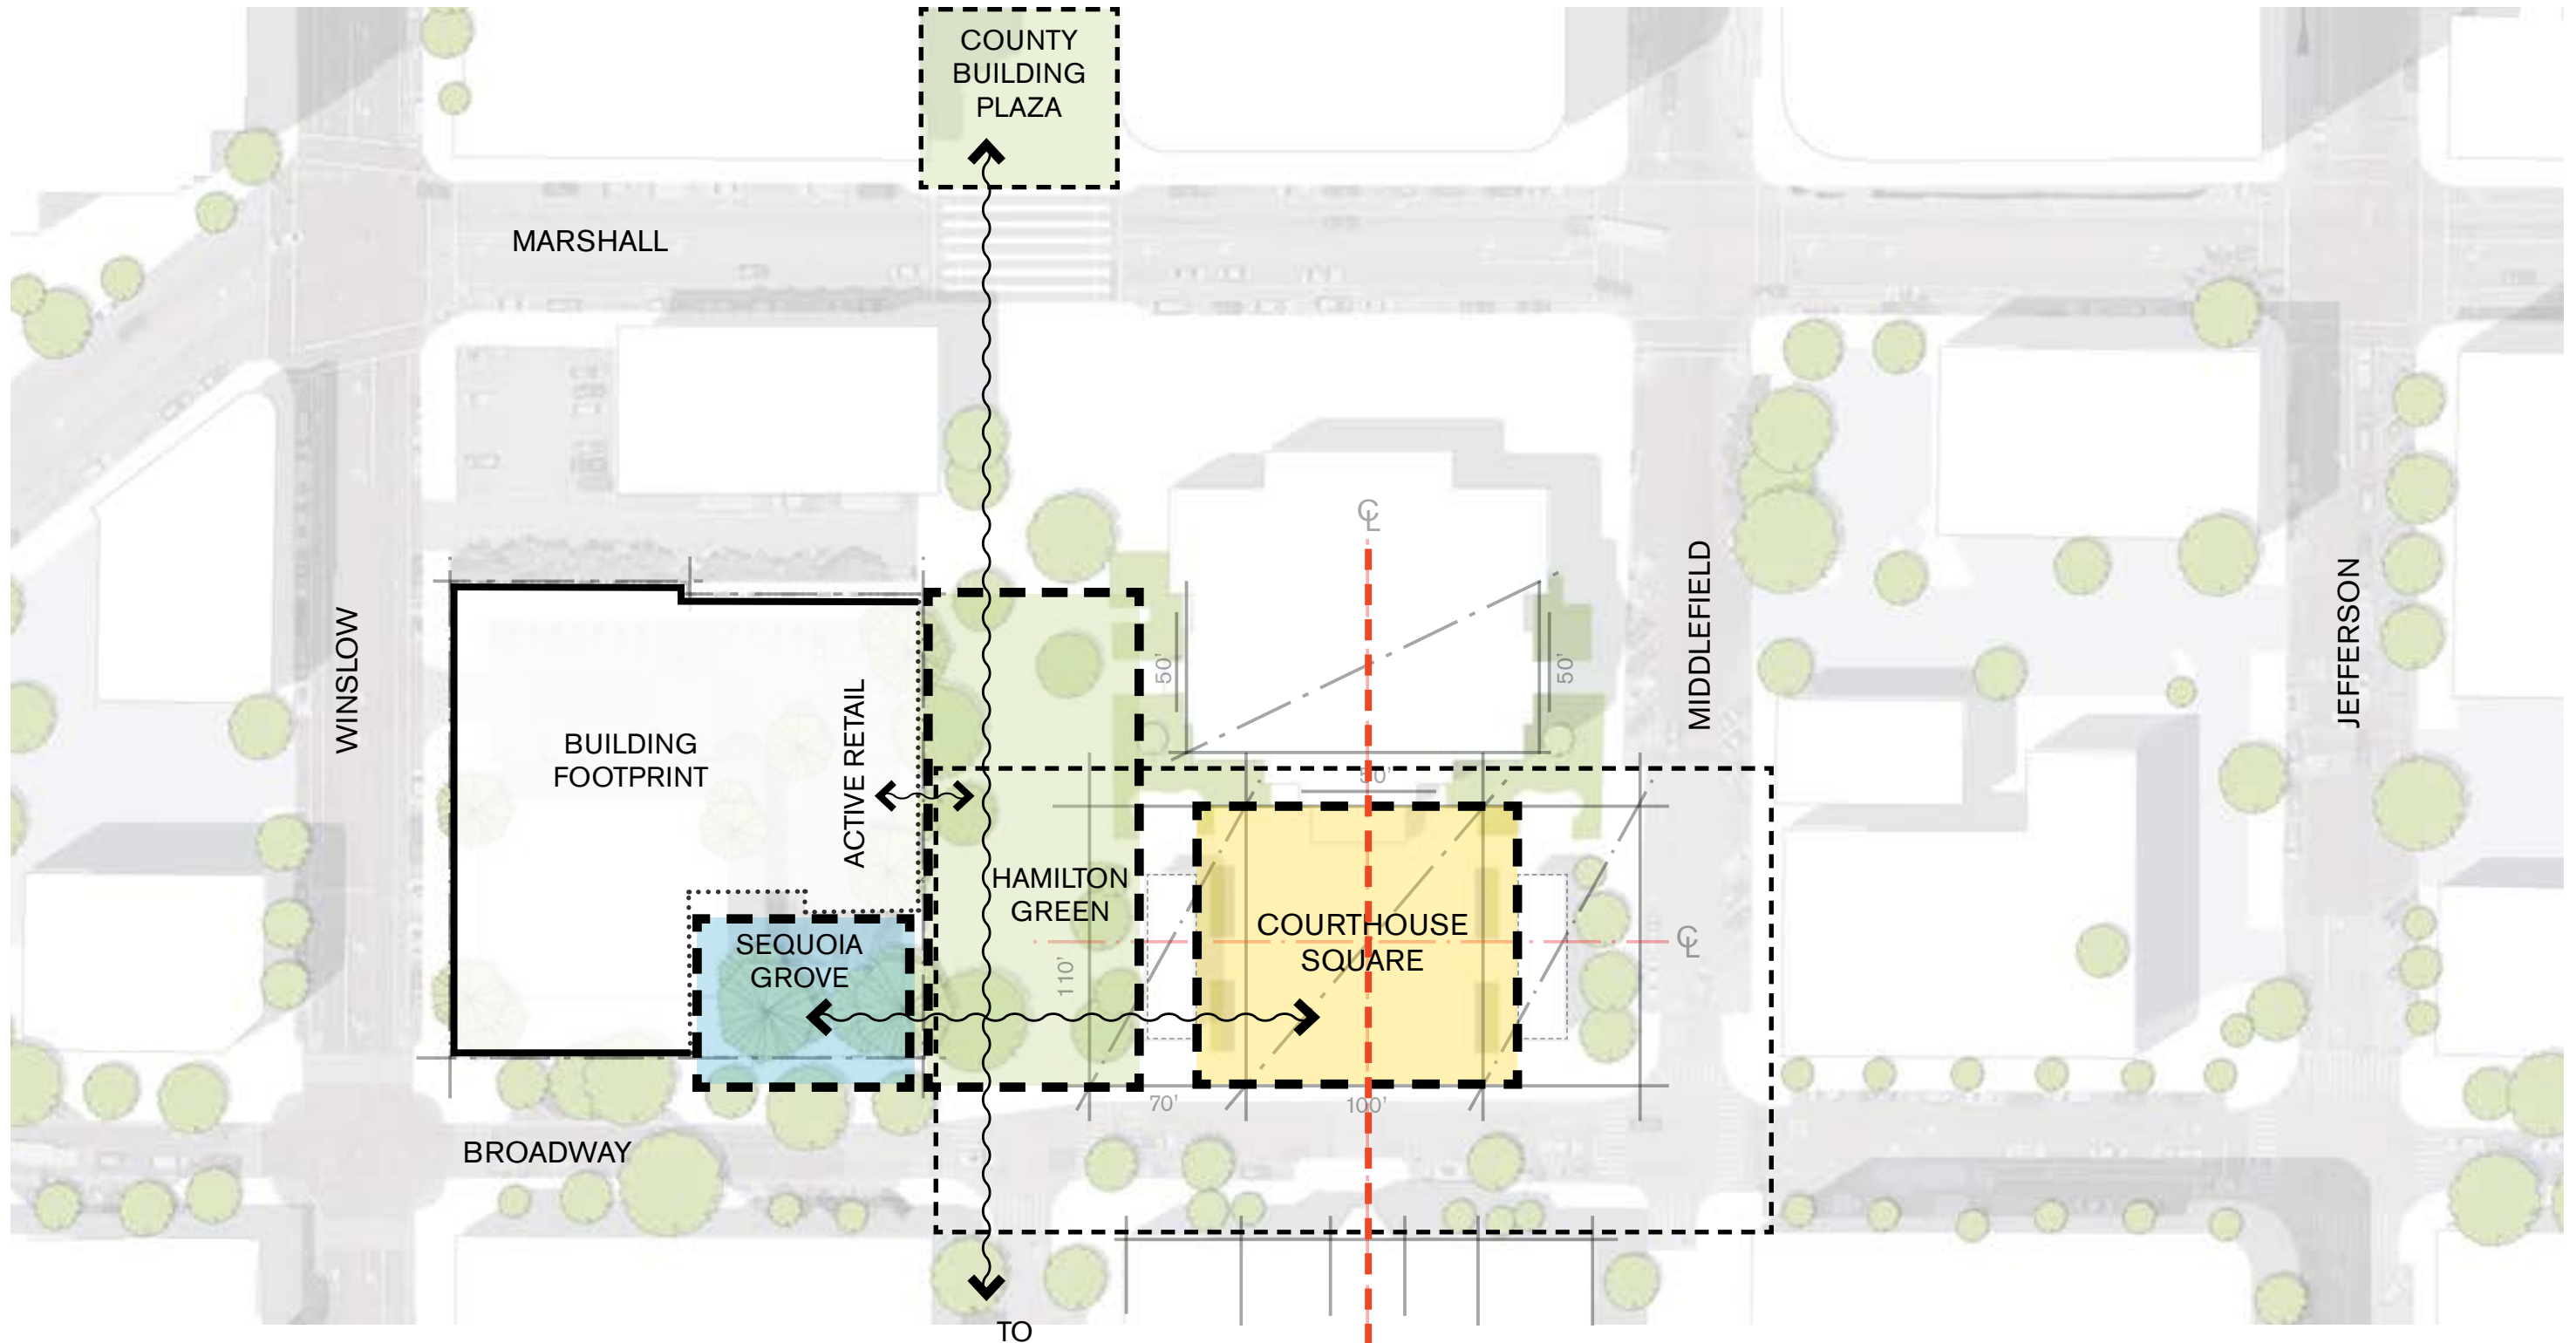 COUNTY
BUILDING
PLAZA
MARSHALL
℄
WINSLOW
MIDDLEFIELD
JEFFERSON
50'
50'
BUILDING
FOOTPRINT
ACTIVE RETAIL
50'
HAMILTON
GREEN
COURTHOUSE
SQUARE
℄
SEQUOIA
GROVE
110'
70'
100'
BROADWAY
TO